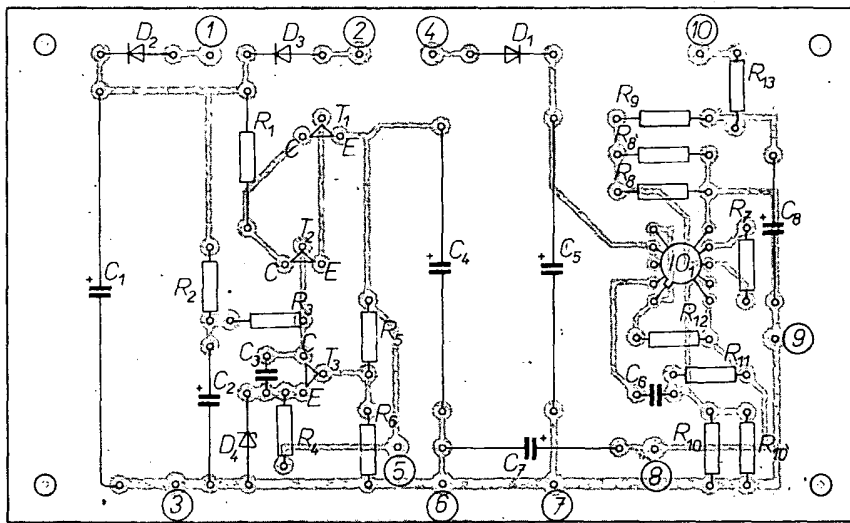 D2 1 D3 2 4 D1 10
R13
R9
T1
R1 C E
R8
R8
R7 C8
T2
C1 C E C4 C5 IO1
R2
R3 R12
R5 9
C3 C T3 R11
C2 E C6
D4 R4 R6 5 C7 8 R10 R10
3 6 7
+ + + + + +